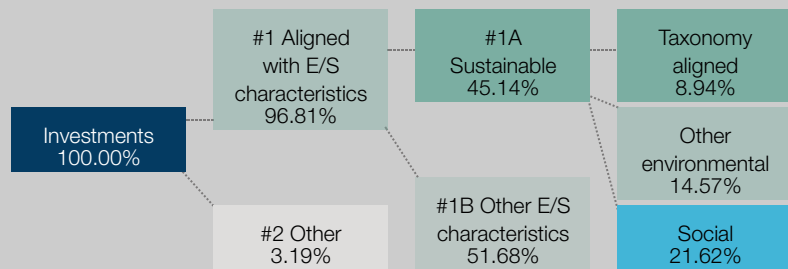 Investments
100.00%
#1 Aligned
with E/S
characteristics
96.81%
#2 Other
3.19%
#1A
Sustainable
45.14%
#1B Other E/S
characteristics
51.68%
Taxonomy
aligned
8.94%
Other
environmental
14.57%
Social
21.62%